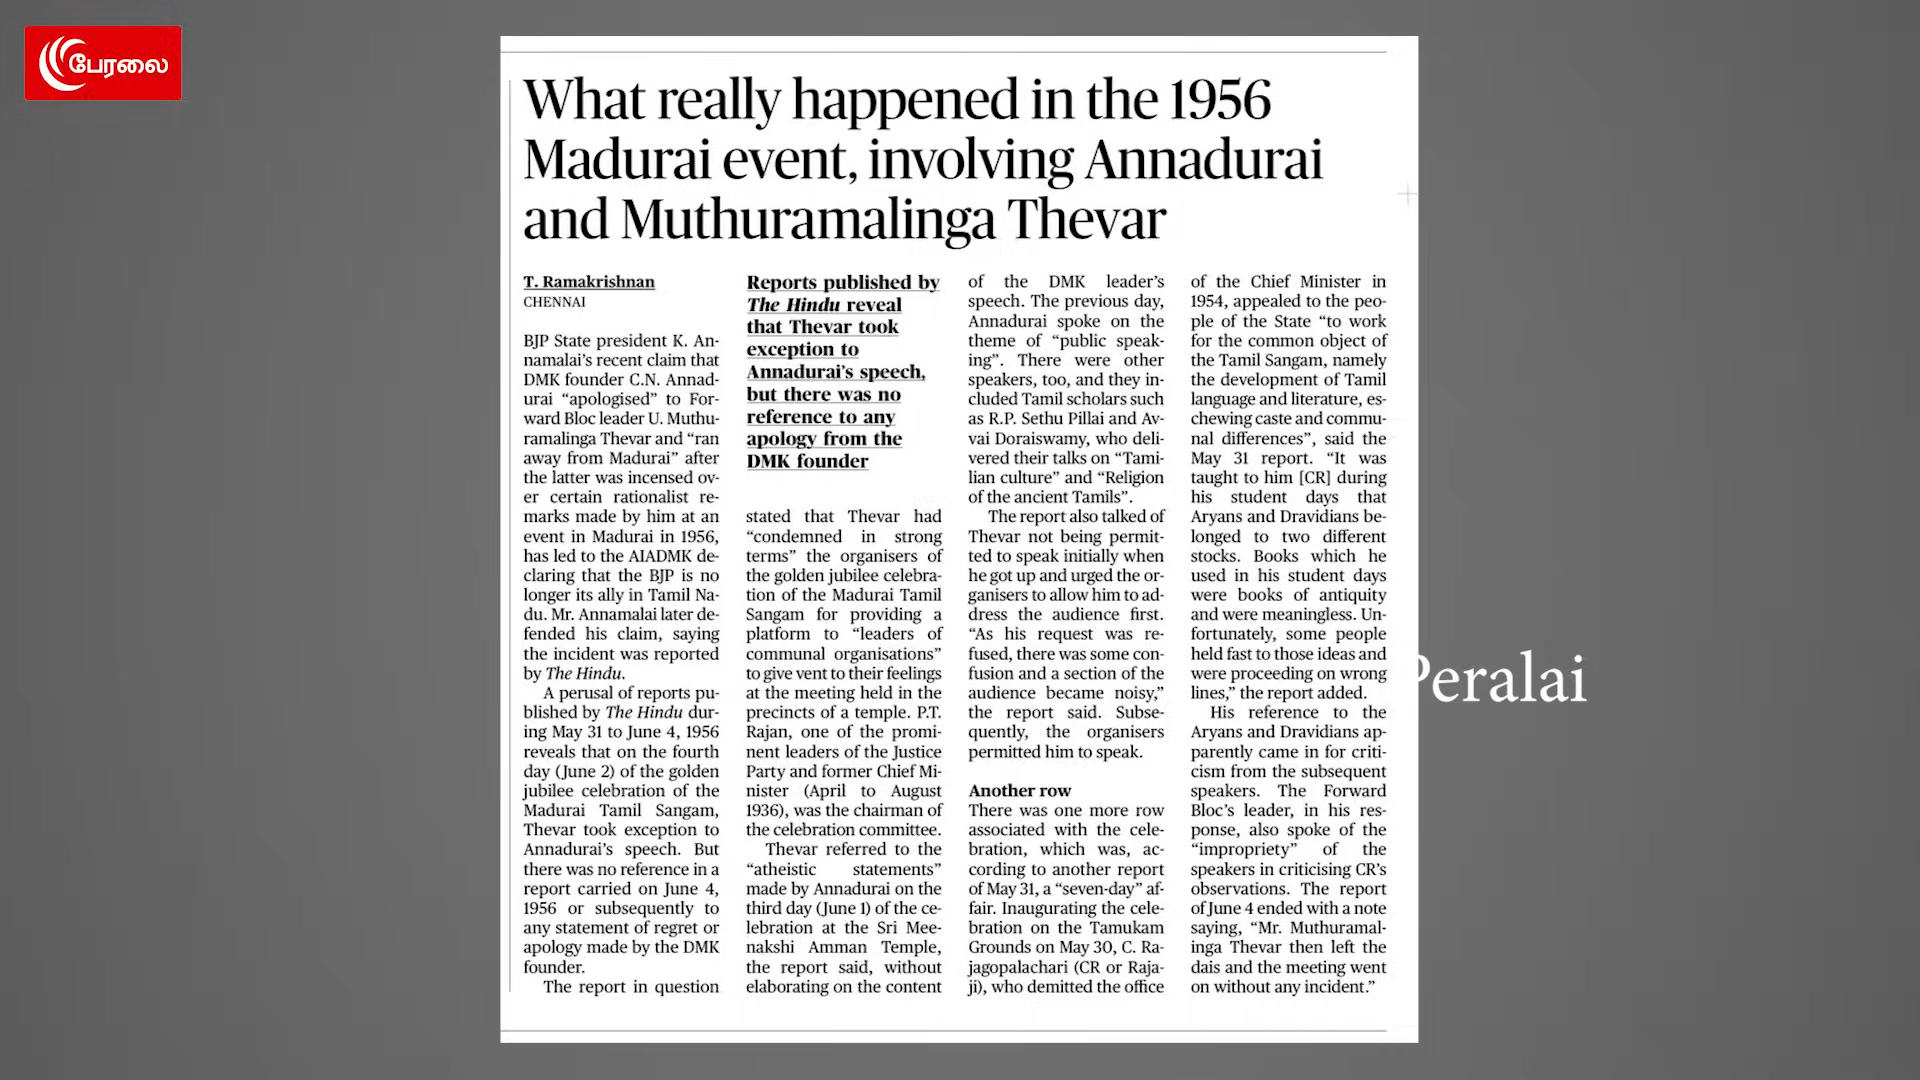 பேரலை
What really happened in the 1956
Madurai event, involving Annadurai
and Muthuramalinga Thevar
T. Ramakrishnan
CHENNAI
BJP State president K. An-
namalai's recent claim that
DMK founder C.N. Annad-
urai “apologised” to For-
ward Bloc leader U. Muthu-
ramalinga Thevar and “ran
away from Madurai” after
the latter was incensed ov-
er certain rationalist re-
marks made by him at an
event in Madurai in 1956,
has led to the AIADMK de-
claring that the BJP is no
longer its ally in Tamil Na-
du. Mr. Annamalai later de-
fended his claim, saying
the incident was reported
by The Hindu.
A perusal of reports pu-
blished by The Hindu dur-
ing May 31 to June 4, 1956
reveals that on the fourth
day (June 2) of the golden
jubilee celebration of the
Madurai Tamil Sangam,
Thevar took exception to
Annadurai's speech. But
there was no reference in a
report carried on June 4,
1956 or subsequently to
any statement of regret or
apology made by the DMK
founder.
The report in question
Reports published by
The Hindu reveal
that Thevar took
exception to
Annadurai's speech,
but there was no
reference to any
apology from the
DMK founder
stated that Thevar had
“condemned in strong
terms” the organisers of
the golden jubilee celebra-
tion of the Madurai Tamil
Sangam for providing a
platform to “leaders of
communal organisations”
to give vent to their feelings
at the meeting held in the
precincts of a temple. P.T.
Rajan, one of the promi-
nent leaders of the Justice
Party and former Chief Mi-
nister (April to August
1936), was the chairman of
the celebration committee.
Thevar referred to the
“atheistic statements”
made by Annadurai on the
third day (June 1) of the ce-
lebration at the Sri Mee-
nakshi Amman Temple,
the report said, without
elaborating on the content
of the DMK leader's
speech. The previous day,
Annadurai spoke on the
theme of “public speak-
ing”. There were other
speakers, too, and they in-
cluded Tamil scholars such
as R.P. Sethu Pillai and Av-
vai Doraiswamy, who deli-
vered their talks on “Tami-
lian culture” and “Religion
of the ancient Tamils”.
The report also talked of
Thevar not being permit-
ted to speak initially when
he got up and urged the or-
ganisers to allow him to ad-
dress the audience first.
“As his request was re-
fused, there was some con-
fusion and a section of the
audience became noisy,”
the report said. Subse-
quently, the organisers
permitted him to speak.
Another row
There was one more row
associated with the cele-
bration, which was, ac-
cording to another report
of May 31, a “seven-day” af-
fair. Inaugurating the cele-
bration on the Tamukam
Grounds on May 30, C. Ra-
jagopalachari (CR or Raja-
ji), who demitted the office
of the Chief Minister in
1954, appealed to the peo-
ple of the State “to work
for the common object of
the Tamil Sangam, namely
the development of Tamil
language and literature, es-
chewing caste and commu-
nal differences”, said the
May 31 report. “It was
taught to him [CR] during
his student days that
Aryans and Dravidians be-
longed to two different
stocks. Books which he
used in his student days
were books of antiquity
and were meaningless. Un-
fortunately, some people
held fast to those ideas and
were proceeding on wrong
lines,” the report added.
His reference to the
Aryans and Dravidians ap-
parently came in for criti-
cism from the subsequent
speakers. The Forward
Bloc's leader, in his res-
ponse, also spoke of the
“impropriety” of the
speakers in criticising CR's
observations. The report
of June 4 ended with a note
saying, “Mr. Muthuramal-
inga Thevar then left the
dais and the meeting went
on without any incident.”
Peralai